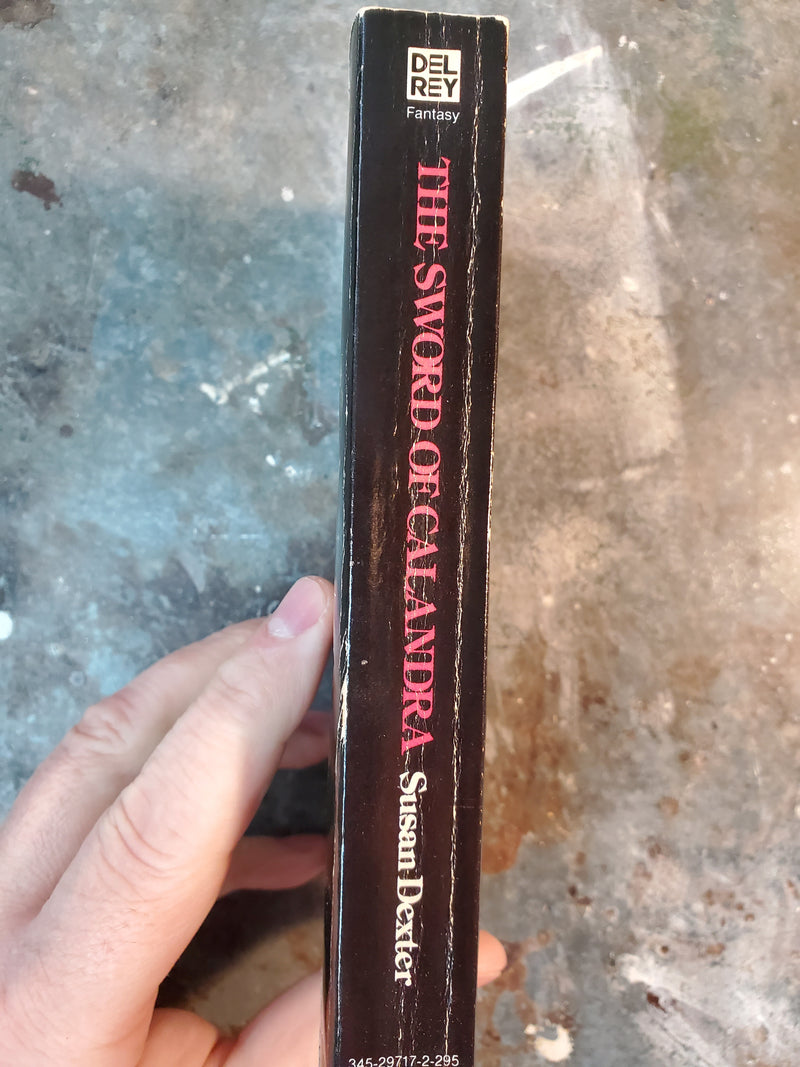 DEL
REY
Fantasy
THE SWORD OF CALANDRA Susan Dexter
345-29717-2-295